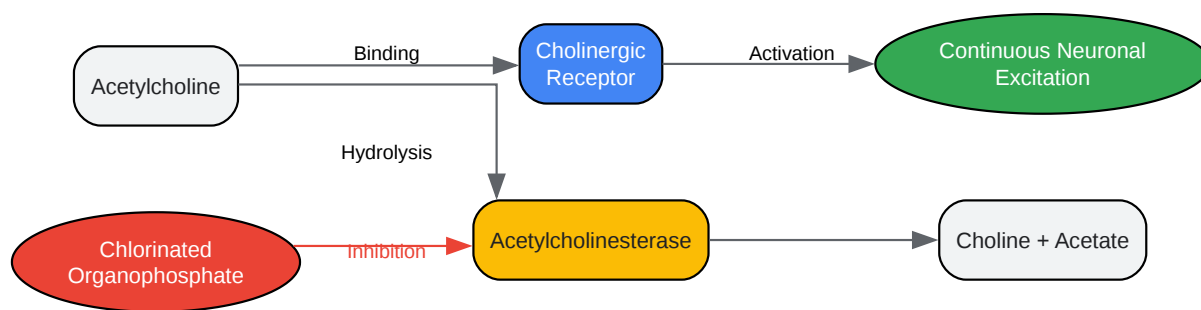 Acetylcholine
Binding
Cholinergic
Receptor
Activation
Continuous Neuronal
Excitation
Hydrolysis
Chlorinated
Organophosphate
Inhibition
Acetylcholinesterase
Choline + Acetate